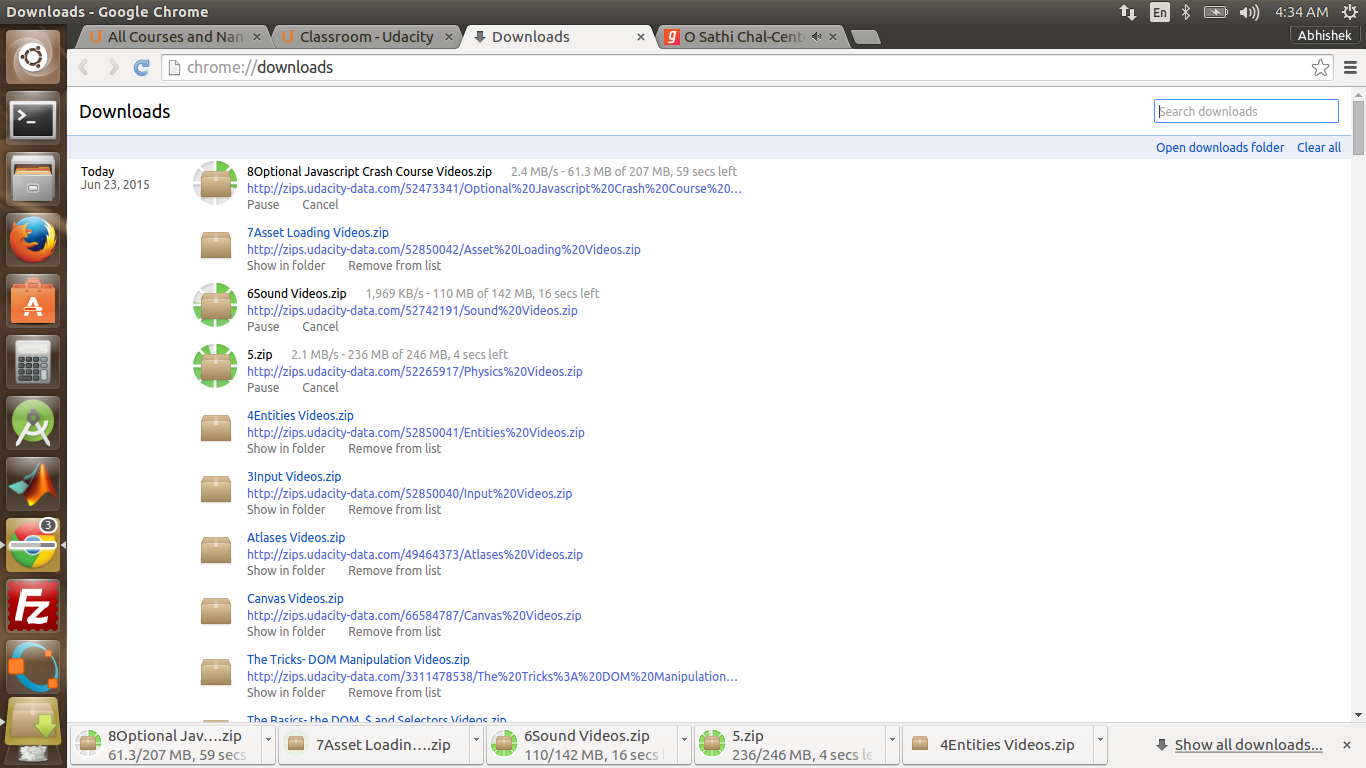 Downloads - Google Chrome
En
4:34 AM
All Courses and Nan
Classroom - Udacity
Downloads
O Sathi Chal-Cent
Abhishek
chrome://downloads
Downloads
Search downloads
Open downloads folder Clear all
Today
Jun 23, 2015
8Optional Javascript Crash Course Videos.zip 2.4 MB/s - 61.3 MB of 207 MB, 59 secs left
http://zips.udacity-data.com/52473341/Optional%20Javascript%20Crash%20Course%20...
Pause Cancel
7Asset Loading Videos.zip
http://zips.udacity-data.com/52850042/Asset%20Loading%20Videos.zip
Show in folder Remove from list
6Sound Videos.zip 1,969 KB/s - 110 MB of 142 MB, 16 secs left
http://zips.udacity-data.com/52742191/Sound%20Videos.zip
Pause Cancel
5.zip 2.1 MB/s - 236 MB of 246 MB, 4 secs left
http://zips.udacity-data.com/52265917/Physics%20Videos.zip
Pause Cancel
4Entities Videos.zip
http://zips.udacity-data.com/52850041/Entities%20Videos.zip
Show in folder Remove from list
3Input Videos.zip
http://zips.udacity-data.com/52850040/Input%20Videos.zip
Show in folder Remove from list
Atlases Videos.zip
http://zips.udacity-data.com/49464373/Atlases%20Videos.zip
Show in folder Remove from list
3
Canvas Videos.zip
http://zips.udacity-data.com/66584787/Canvas%20Videos.zip
Show in folder Remove from list
Fz
The Tricks- DOM Manipulation Videos.zip
http://zips.udacity-data.com/3311478538/The%20Tricks%3A%20DOM%20Manipulation...
Show in folder Remove from list
The Basics- the DOM, $ and Selectors Videos.zip
8Optional Jav....zip
61.3/207 MB, 59 secs
7Asset Loadin....zip
6Sound Videos.zip
110/142 MB, 16 secs
5.zip
236/246 MB, 4 secs le
4Entities Videos.zip
Show all downloads...